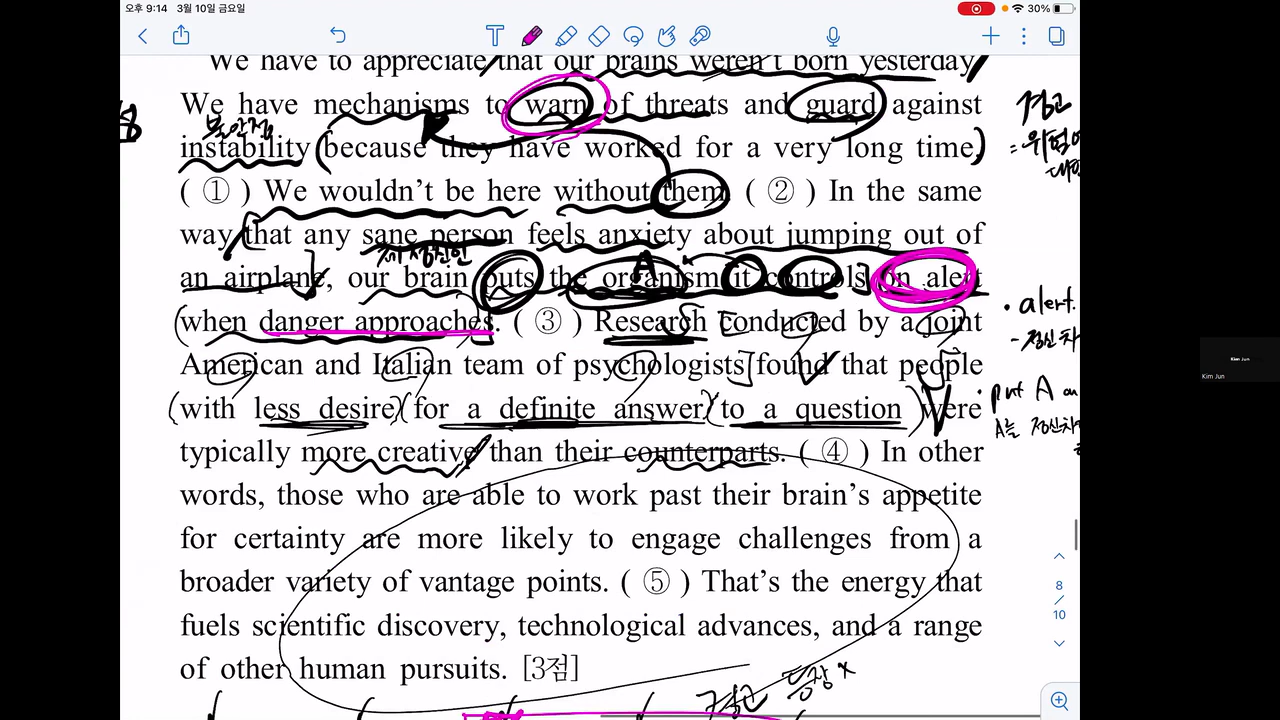 오후 9:14 3월 10일 금요일
30%
We have to appreciate that our brains weren't born yesterday
We have mechanisms to warn of threats and guard against
경고
불안정
instability (because they have worked for a very long time,)
( ① ) We wouldn't be here without them. ( ② ) In the same
way that any sane person feels anxiety about jumping out of
제정신인
A
an airplane, our brain puts the organism it controls on alert
• alert.
(when danger approaches. ( ③ ) Research conducted by a joint
S
American and Italian team of psychologists found that people
(with less desire)(for a definite answer)(to a question) were
V
• put A on
A를
typically more creative than their counterparts. ( ④ ) In other
words, those who are able to work past their brain's appetite
for certainty are more likely to engage challenges from a
broader variety of vantage points. ( ⑤ ) That's the energy that
fuels scientific discovery, technological advances, and a range
of other human pursuits. [3점]
경고 등장 x
8
/
10
Kim Jun
Kim Jun